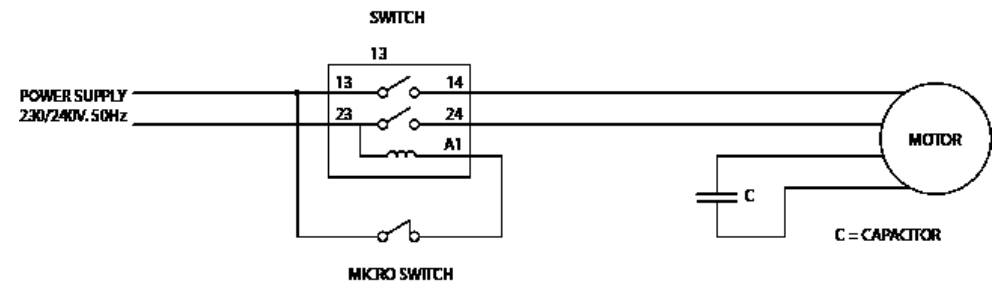 SWITCH
13
13 14
POWER SUPPLY
230/240V. 50Hz
23 24
A1
MOTOR
C
C = CAPACITOR
MICRO SWITCH